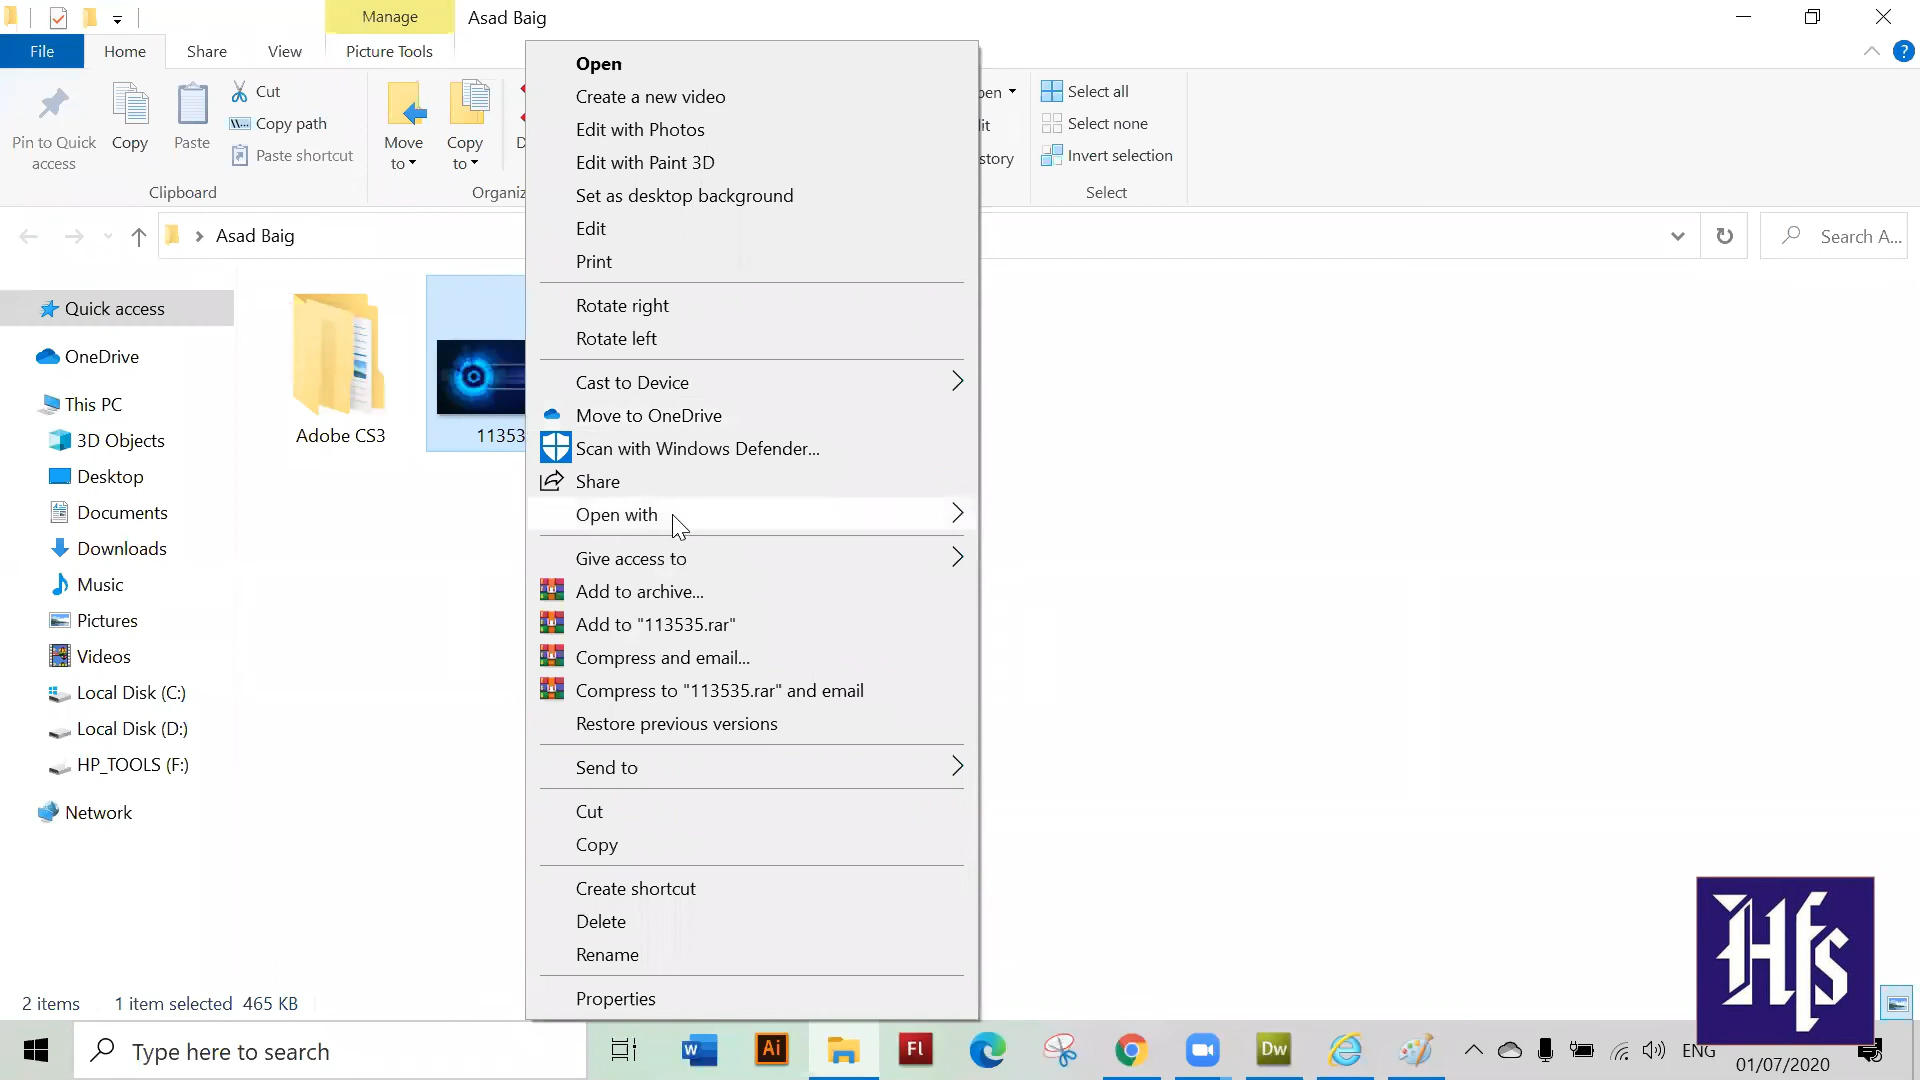 Manage
Asad Baig
File
Home
Share
View
Picture Tools
Pin to Quick access
Copy
Paste
Cut
Copy path
Paste shortcut
Clipboard
Move to
Copy to
Organiz
Select all
Select none
Invert selection
Select
Asad Baig
Search A...
Quick access
OneDrive
This PC
3D Objects
Desktop
Documents
Downloads
Music
Pictures
Videos
Local Disk (C:)
Local Disk (D:)
HP_TOOLS (F:)
Network
Adobe CS3
11353
Open
Create a new video
Edit with Photos
Edit with Paint 3D
Set as desktop background
Edit
Print
Rotate right
Rotate left
Cast to Device
Move to OneDrive
Scan with Windows Defender...
Share
Open with
Give access to
Add to archive...
Add to "113535.rar"
Compress and email...
Compress to "113535.rar" and email
Restore previous versions
Send to
Cut
Copy
Create shortcut
Delete
Rename
Properties
2 items
1 item selected 465 KB
Hfs
Type here to search
W
Ai
Fl
Dw
ENG
01/07/2020